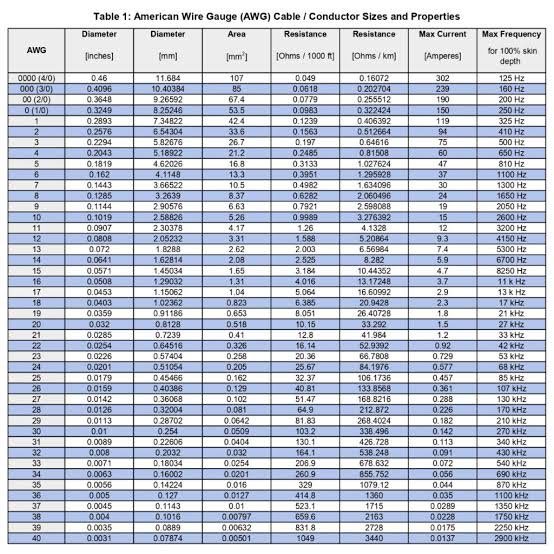 Table 1: American Wire Gauge (AWG) Cable / Conductor Sizes and Properties
AWG Diameter [inches] Diameter [mm] Area [mm²] Resistance [Ohms / 1000 ft] Resistance [Ohms / km] Max Current [Amperes] Max Frequency for 100% skin depth
0000 (4/0) 0.46 11.684 107 0.049 0.16072 302 125 Hz
000 (3/0) 0.4096 10.40384 85 0.0618 0.202704 239 160 Hz
00 (2/0) 0.3648 9.26592 67.4 0.0779 0.255512 190 200 Hz
0 (1/0) 0.3249 8.25246 53.5 0.0983 0.322424 150 250 Hz
1 0.2893 7.34822 42.4 0.1239 0.406392 119 325 Hz
2 0.2576 6.54304 33.6 0.1563 0.512664 94 410 Hz
3 0.2294 5.82676 26.7 0.197 0.64616 75 500 Hz
4 0.2043 5.18922 21.2 0.2485 0.81508 60 650 Hz
5 0.1819 4.62026 16.8 0.3133 1.027624 47 810 Hz
6 0.162 4.1148 13.3 0.3951 1.295928 37 1100 Hz
7 0.1443 3.66522 10.5 0.4982 1.634096 30 1300 Hz
8 0.1285 3.2639 8.37 0.6282 2.060496 24 1650 Hz
9 0.1144 2.90576 6.63 0.7921 2.598088 19 2050 Hz
10 0.1019 2.58826 5.26 0.9989 3.276392 15 2600 Hz
11 0.0907 2.30378 4.17 1.26 4.1328 12 3200 Hz
12 0.0808 2.05232 3.31 1.588 5.20864 9.3 4150 Hz
13 0.072 1.8288 2.62 2.003 6.56984 7.4 5300 Hz
14 0.0641 1.62814 2.08 2.525 8.282 5.9 6700 Hz
15 0.0571 1.45034 1.65 3.184 10.44352 4.7 8250 Hz
16 0.0508 1.29032 1.31 4.016 13.17248 3.7 11 k Hz
17 0.0453 1.15062 1.04 5.064 16.60992 2.9 13 k Hz
18 0.0403 1.02362 0.823 6.385 20.9428 2.3 17 kHz
19 0.0359 0.91186 0.653 8.051 26.40728 1.8 21 kHz
20 0.032 0.8128 0.518 10.15 33.292 1.5 27 kHz
21 0.0285 0.7239 0.41 12.8 41.984 1.2 33 kHz
22 0.0254 0.64516 0.326 16.14 52.9392 0.92 42 kHz
23 0.0226 0.57404 0.258 20.36 66.7808 0.729 53 kHz
24 0.0201 0.51054 0.205 25.67 84.1976 0.577 68 kHz
25 0.0179 0.45466 0.162 32.37 106.1736 0.457 85 kHz
26 0.0159 0.40386 0.129 40.81 133.8568 0.361 107 kHz
27 0.0142 0.36068 0.102 51.47 168.8216 0.288 130 kHz
28 0.0126 0.32004 0.081 64.9 212.872 0.226 170 kHz
29 0.0113 0.28702 0.0642 81.83 268.4024 0.182 210 kHz
30 0.01 0.254 0.0509 103.2 338.496 0.142 270 kHz
31 0.0089 0.22606 0.0404 130.1 426.728 0.113 340 kHz
32 0.008 0.2032 0.032 164.1 538.248 0.091 430 kHz
33 0.0071 0.18034 0.0254 206.9 678.632 0.072 540 kHz
34 0.0063 0.16002 0.0201 260.9 855.752 0.056 690 kHz
35 0.0056 0.14224 0.016 329 1079.12 0.044 870 kHz
36 0.005 0.127 0.0127 414.8 1360 0.035 1100 kHz
37 0.0045 0.1143 0.01 523.1 1715 0.0289 1350 kHz
38 0.004 0.1016 0.00797 659.6 2163 0.0228 1750 kHz
39 0.0035 0.0889 0.00632 831.8 2728 0.0175 2250 kHz
40 0.0031 0.07874 0.00501 1049 3440 0.0137 2900 kHz